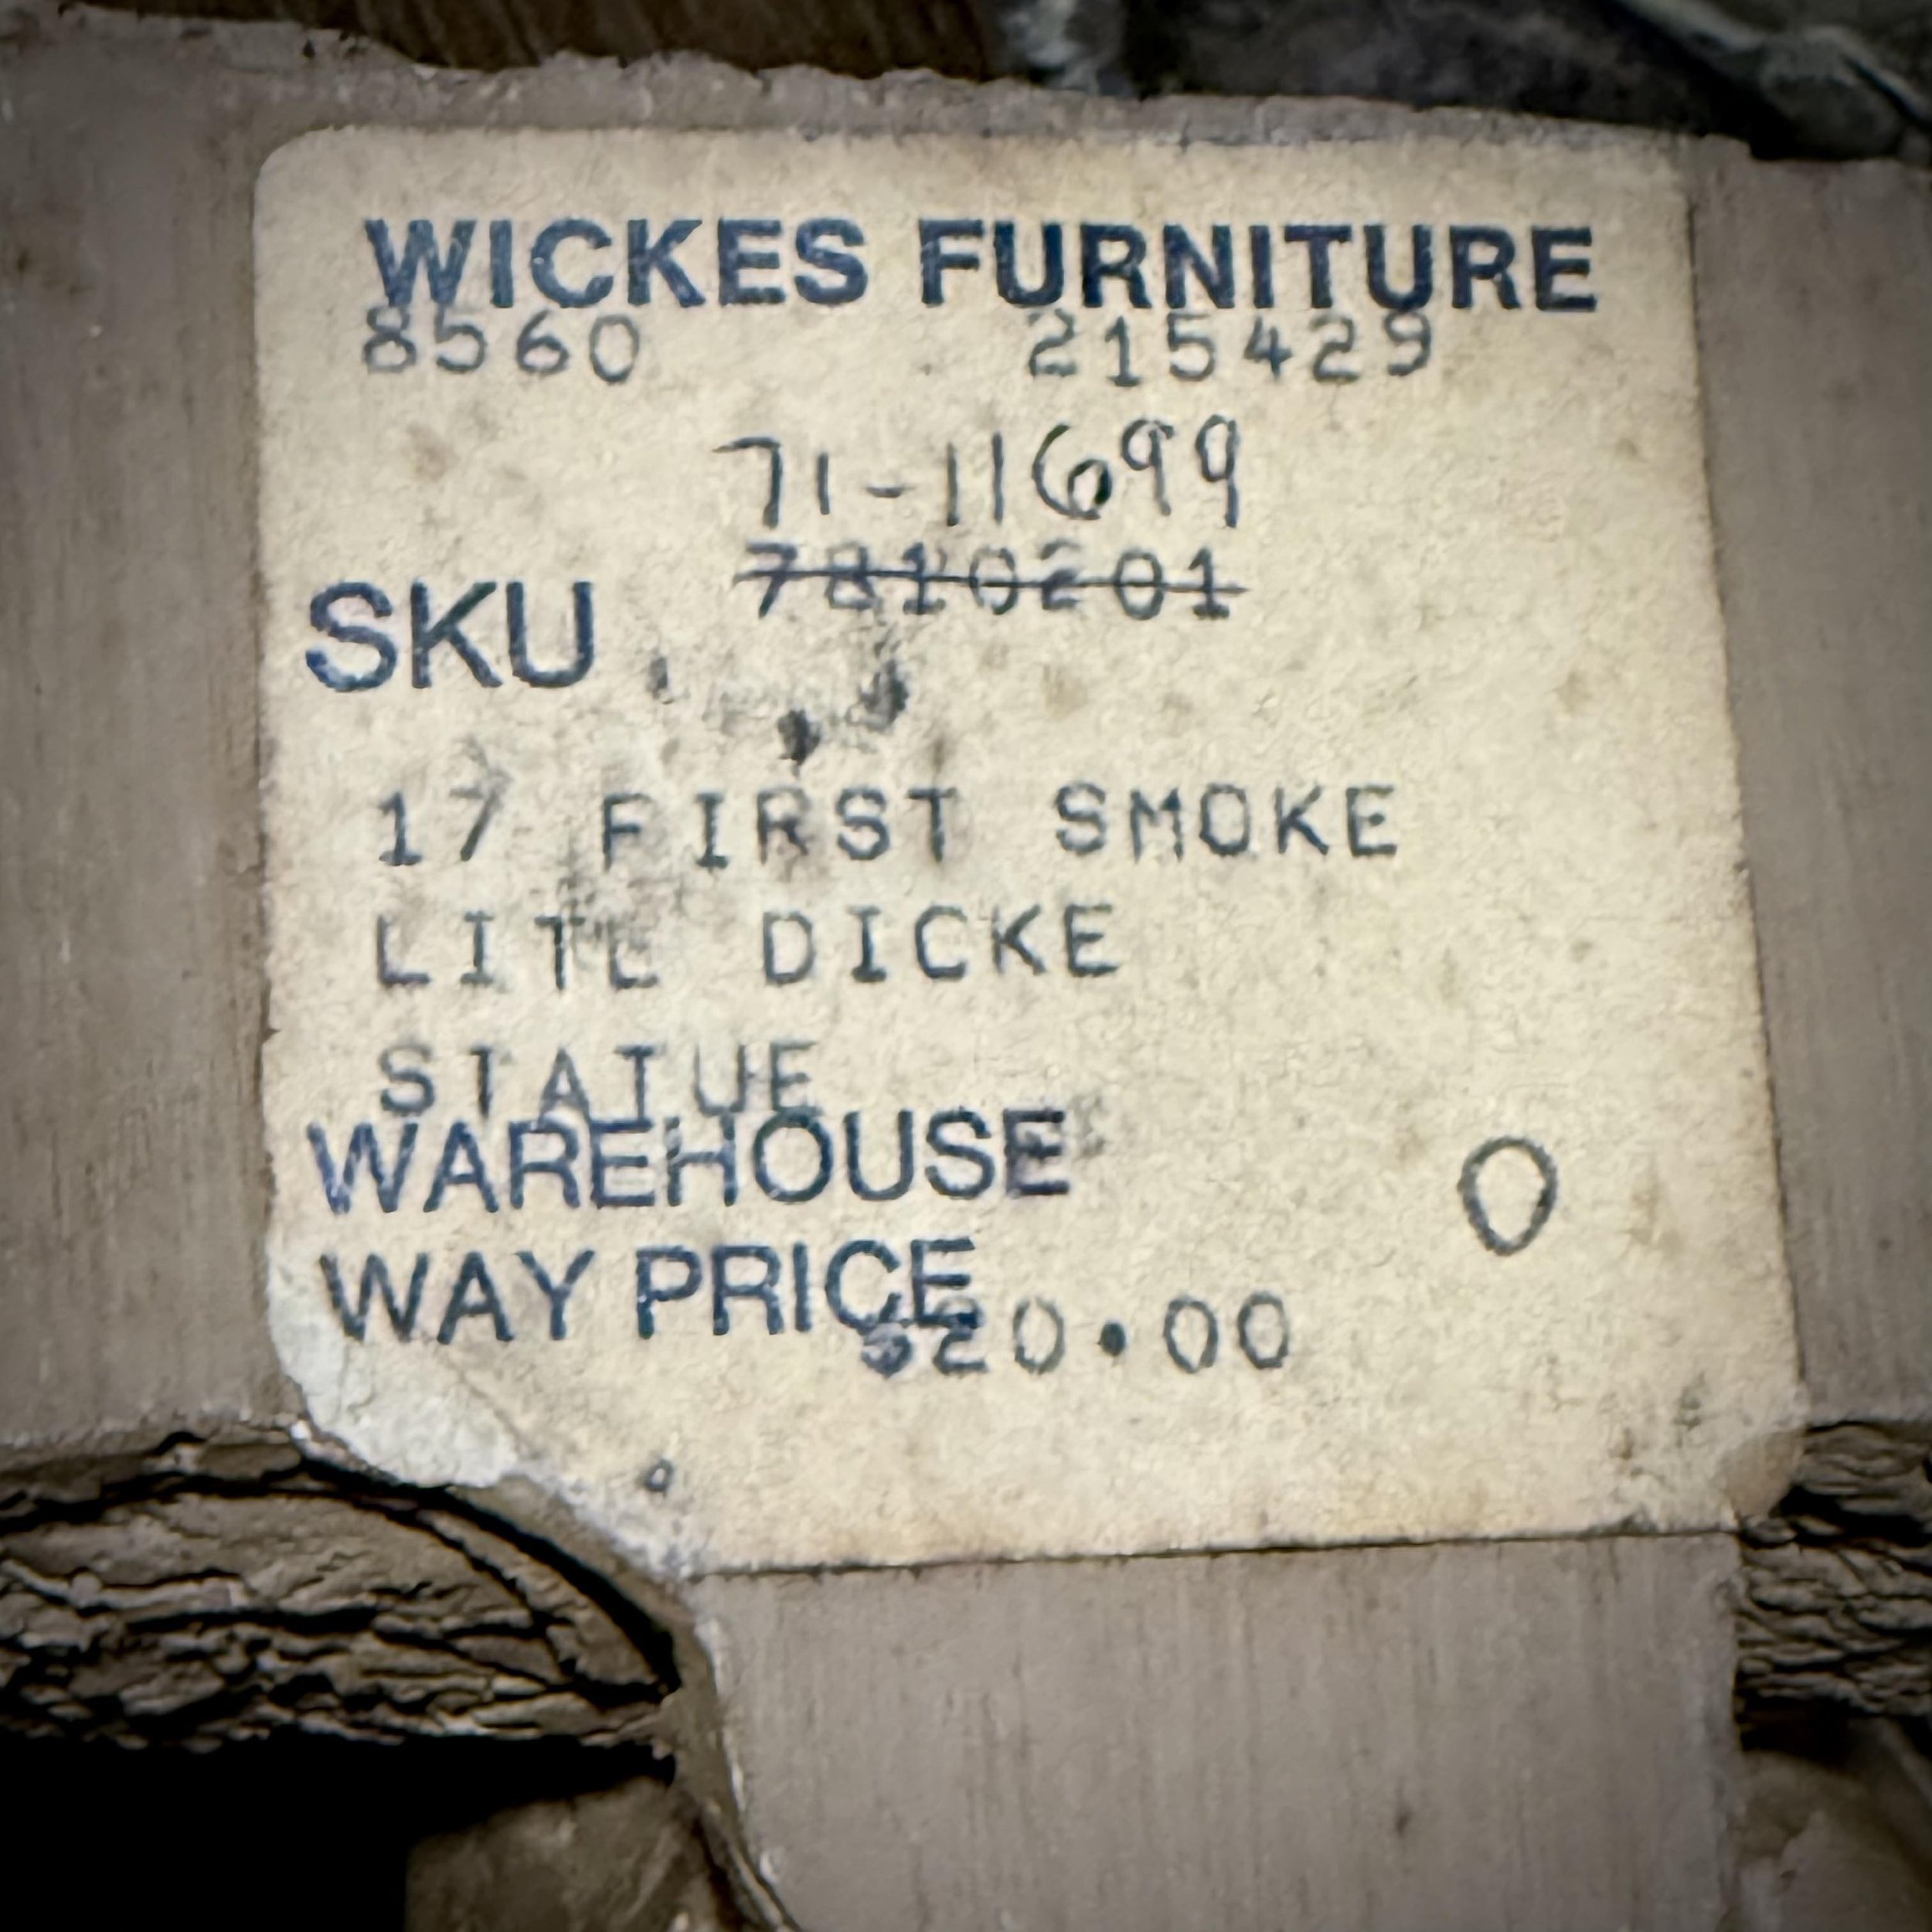 WICKES FURNITURE
8560 215429
71-11699
7810201
SKU
17 FIRST SMOKE
LITL DICKE
STATUE
WAREHOUSE O
WAY PRICE
$20.00